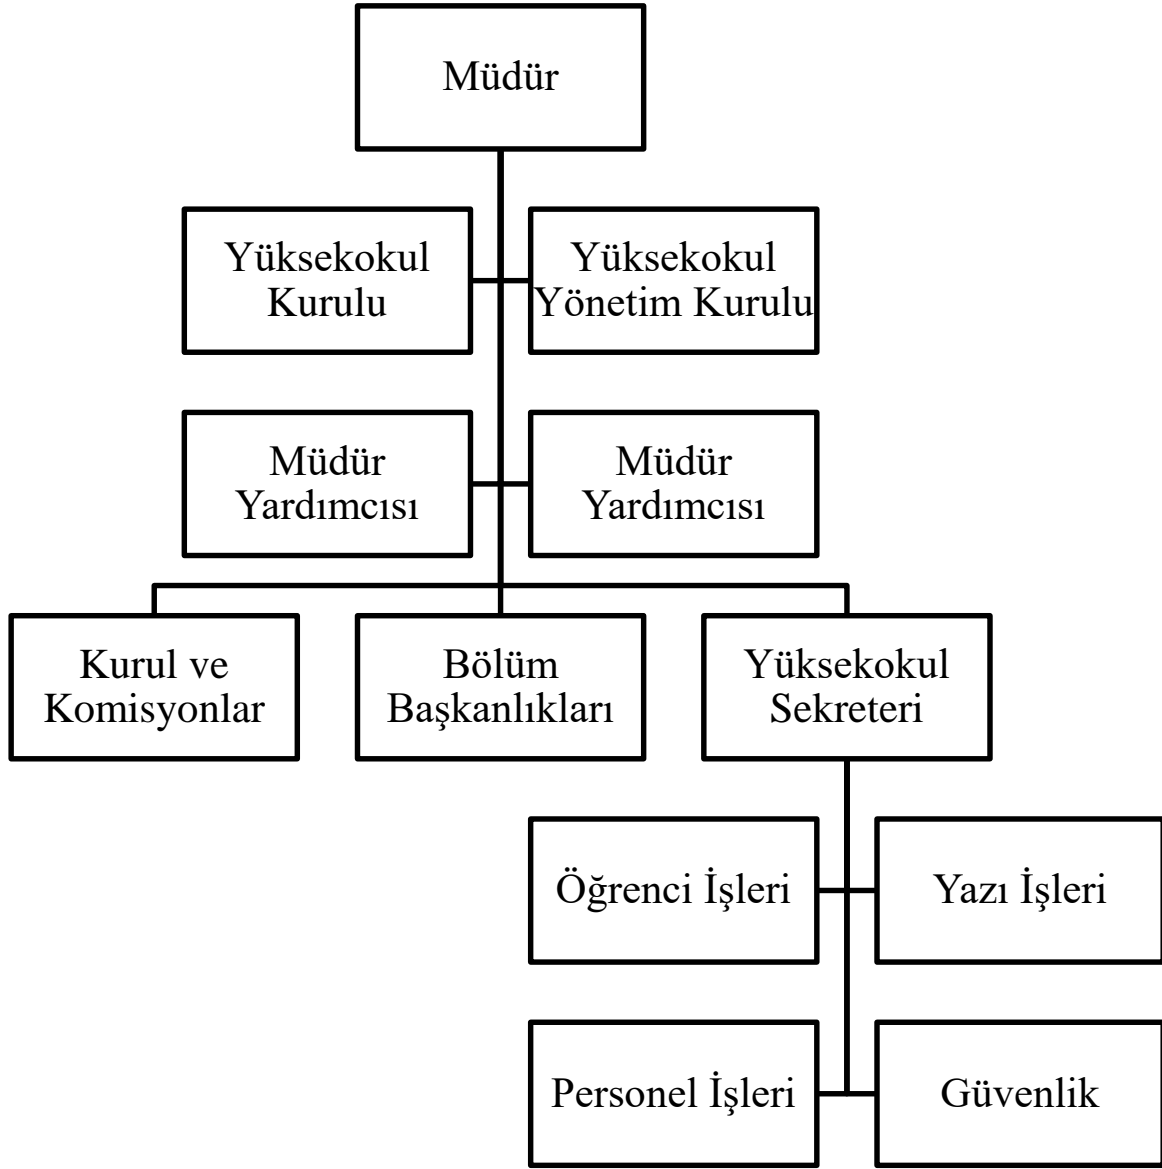 Müdür
Yüksekokul
Kurulu
Yüksekokul
Yönetim Kurulu
Müdür
Yardımcısı
Müdür
Yardımcısı
Kurul ve
Komisyonlar
Bölüm
Başkanlıkları
Yüksekokul
Sekreteri
Öğrenci İşleri
Yazı İşleri
Personel İşleri
Güvenlik